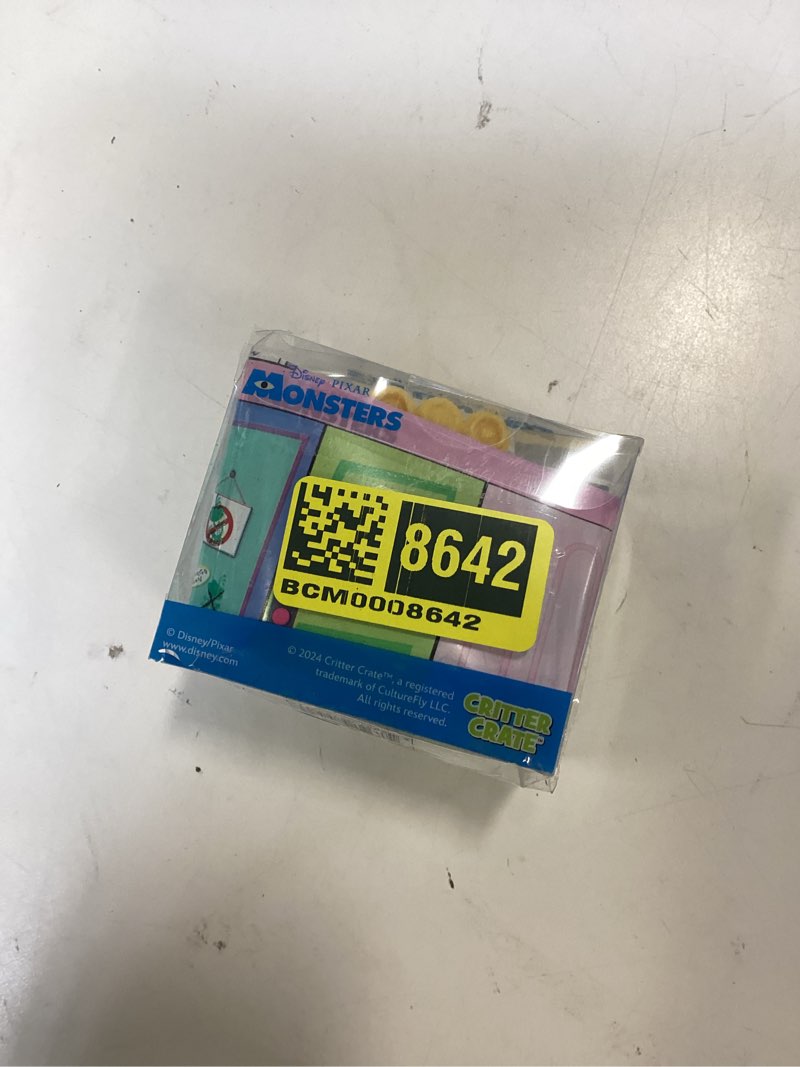 Disney PIXAR
MONSTERS
8642
BCM0008642
© Disney/Pixar
www.disney.com
© 2024 Critter Crate™, a registered
trademark of CultureFly LLC.
All rights reserved.
CRITTER
CRATE™